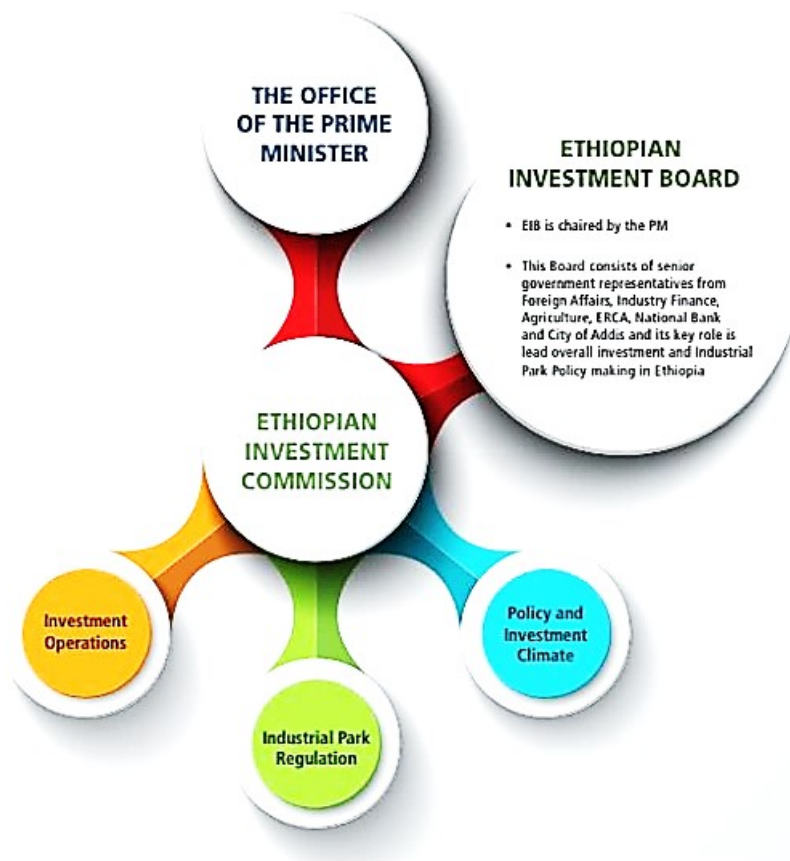 THE OFFICE
OF THE PRIME
MINISTER
ETHIOPIAN
INVESTMENT BOARD
• EIB is chaired by the PM
• This Board consists of senior
government representatives from
Foreign Affairs, Industry Finance,
Agriculture, ERCA, National Bank
and City of Addis and its key role is
lead overall investment and Industrial
Park Policy making in Ethiopia
ETHIOPIAN
INVESTMENT
COMMISSION
Investment
Operations
Industrial Park
Regulation
Policy and
Investment
Climate